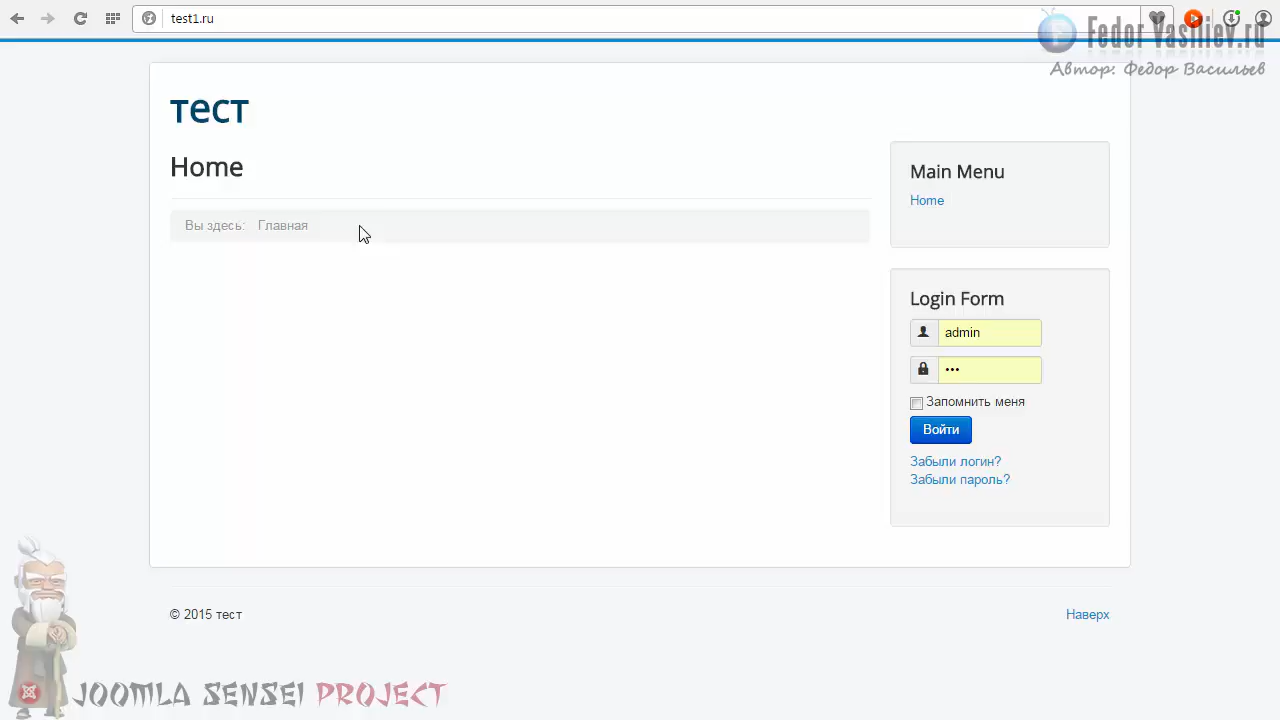 test1.ru
Fedor Vasiliev.ru
Автор: Федор Васильев
тест
Home
Main Menu
Home
Вы здесь: Главная
Login Form
admin
•••
Запомнить меня
Войти
Забыли логин?
Забыли пароль?
© 2015 тест
Наверх
JOOMLA SENSEI PROJECT